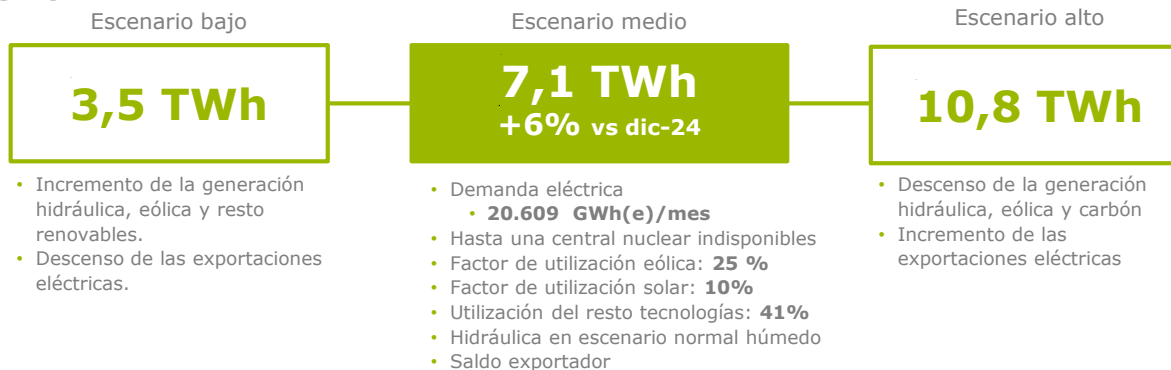 Escenario bajo
3,5 TWh
• Incremento de la generación
hidráulica, eólica y resto
renovables.
• Descenso de las exportaciones
eléctricas.
Escenario medio
7,1 TWh
+6% vs dic-24
• Demanda eléctrica
• 20.609 GWh(e)/mes
• Hasta una central nuclear indisponibles
• Factor de utilización eólica: 25 %
• Factor de utilización solar: 10%
• Utilización del resto tecnologías: 41%
• Hidráulica en escenario normal húmedo
• Saldo exportador
Escenario alto
10,8 TWh
• Descenso de la generación
hidráulica, eólica y carbón
• Incremento de las
exportaciones eléctricas